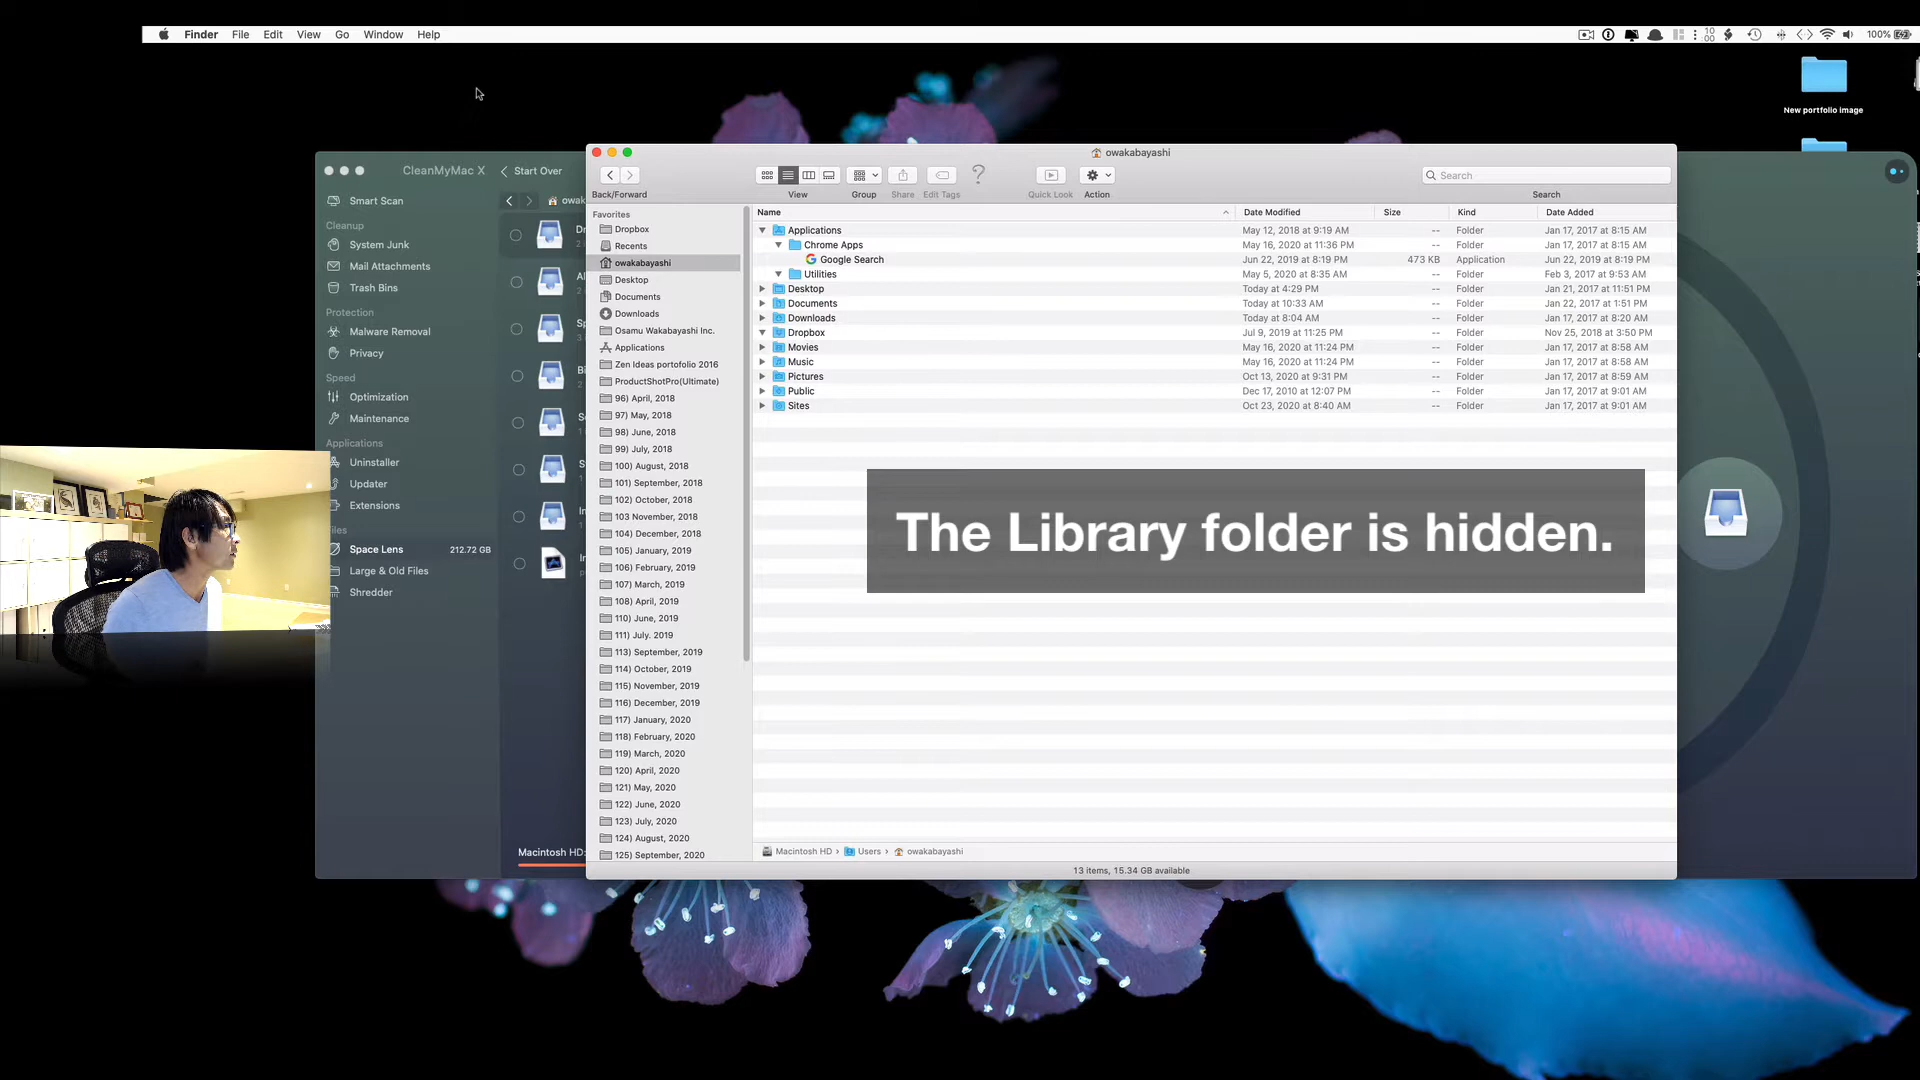 Finder File Edit View Go Window Help
100%
New portfolio image
CleanMyMac X
Start Over
Smart Scan
Cleanup
System Junk
Mail Attachments
Trash Bins
Protection
Malware Removal
Privacy
Speed
Optimization
Maintenance
Applications
Uninstaller
Updater
Extensions
Space Lens 212.72 GB
Large & Old Files
Shredder
Macintosh HD:
owakabayashi
Back/Forward View Group Share Edit Tags Quick Look Action Search
Search
Favorites
Dropbox
Recents
owakabayashi
Desktop
Documents
Downloads
Osamu Wakabayashi Inc.
Applications
Zen Ideas portofolio 2016
ProductShotPro(Ultimate)
96) April, 2018
97) May, 2018
98) June, 2018
99) July, 2018
100) August, 2018
101) September, 2018
102) October, 2018
103 November, 2018
104) December, 2018
105) January, 2019
106) February, 2019
107) March, 2019
108) April, 2019
110) June, 2019
111) July. 2019
113) September, 2019
114) October, 2019
115) November, 2019
116) December, 2019
117) January, 2020
118) February, 2020
119) March, 2020
120) April, 2020
121) May, 2020
122) June, 2020
123) July, 2020
124) August, 2020
125) September, 2020
Name Date Modified Size Kind Date Added
Applications May 12, 2018 at 9:19 AM -- Folder Jan 17, 2017 at 8:15 AM
Chrome Apps May 16, 2020 at 11:36 PM -- Folder Jan 17, 2017 at 8:15 AM
Google Search Jun 22, 2019 at 8:19 PM 473 KB Application Jun 22, 2019 at 8:19 PM
Utilities May 5, 2020 at 8:35 AM -- Folder Feb 3, 2017 at 9:53 AM
Desktop Today at 4:29 PM -- Folder Jan 21, 2017 at 11:51 PM
Documents Today at 10:33 AM -- Folder Jan 22, 2017 at 1:51 PM
Downloads Today at 8:04 AM -- Folder Jan 17, 2017 at 8:20 AM
Dropbox Jul 9, 2019 at 11:25 PM -- Folder Nov 25, 2018 at 3:50 PM
Movies May 16, 2020 at 11:24 PM -- Folder Jan 17, 2017 at 8:58 AM
Music May 16, 2020 at 11:24 PM -- Folder Jan 17, 2017 at 8:58 AM
Pictures Oct 13, 2020 at 9:31 PM -- Folder Jan 17, 2017 at 8:59 AM
Public Dec 17, 2010 at 12:07 PM -- Folder Jan 17, 2017 at 9:01 AM
Sites Oct 23, 2020 at 8:40 AM -- Folder Jan 17, 2017 at 9:01 AM
The Library folder is hidden.
Macintosh HD › Users › owakabayashi
13 items, 15.34 GB available